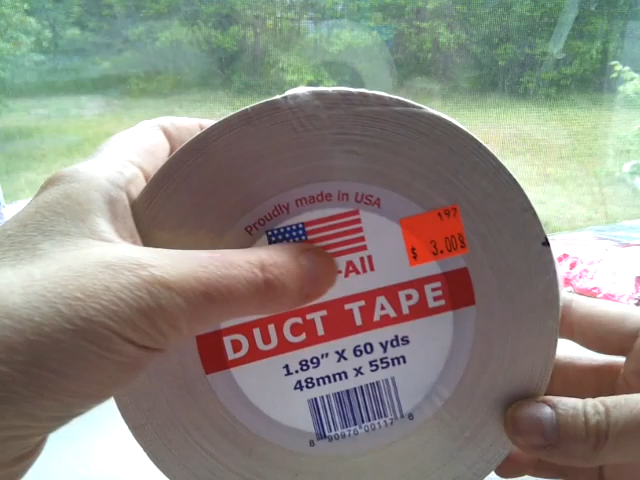 Proudly made in USA
197
$ 3.00
-All
DUCT TAPE
1.89" X 60 yds
48mm x 55m
8 90978 00117 8